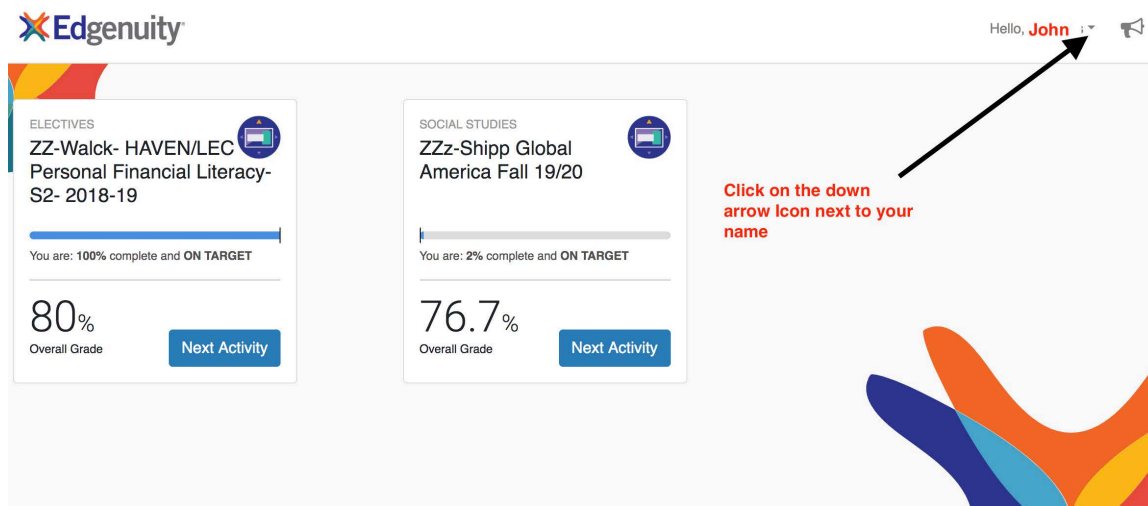 Edgenuity
Hello, John
ELECTIVES
ZZ-Walck- HAVEN/LEC
Personal Financial Literacy-
S2- 2018-19
You are: 100% complete and ON TARGET
80%
Overall Grade
Next Activity
SOCIAL STUDIES
ZZz-Shipp Global
America Fall 19/20
You are: 2% complete and ON TARGET
76.7%
Overall Grade
Next Activity
Click on the down
arrow Icon next to your
name